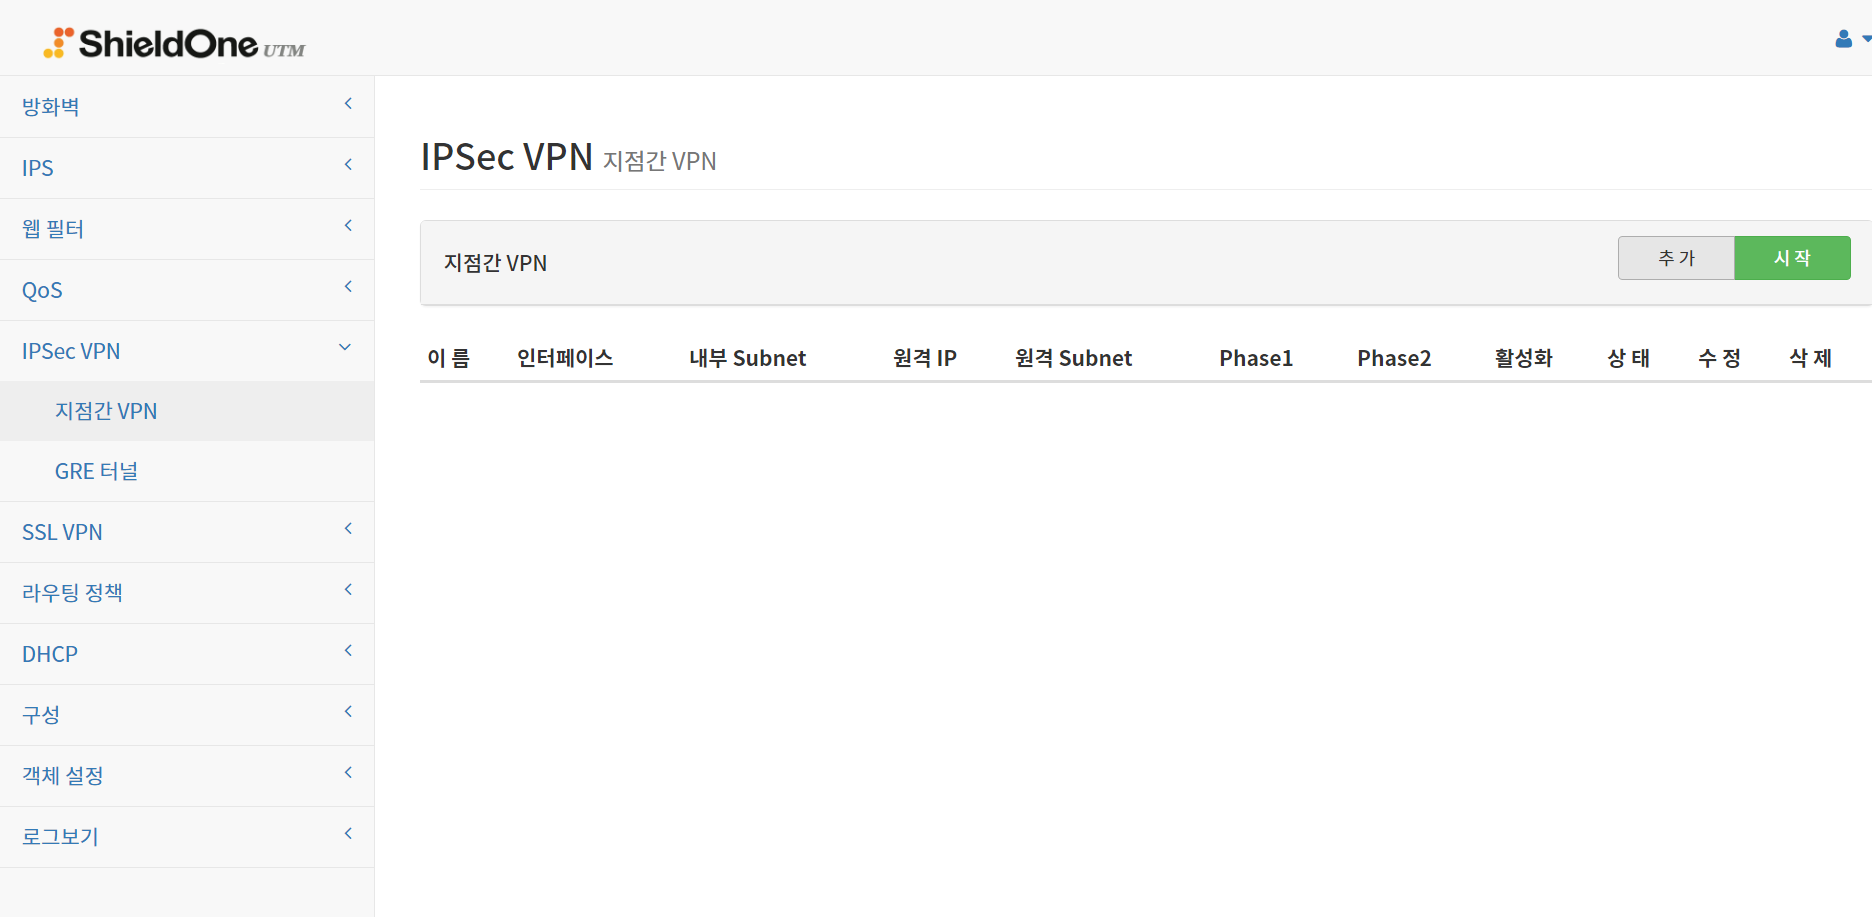 ShieldOne UTM
방화벽
IPS
웹 필터
QoS
IPSec VPN
지점간 VPN
GRE 터널
SSL VPN
라우팅 정책
DHCP
구성
객체 설정
로그보기
IPSec VPN 지점간 VPN
지점간 VPN
추 가
시 작
이 름 인터페이스 내부 Subnet 원격 IP 원격 Subnet Phase1 Phase2 활성화 상 태 수 정 삭 제